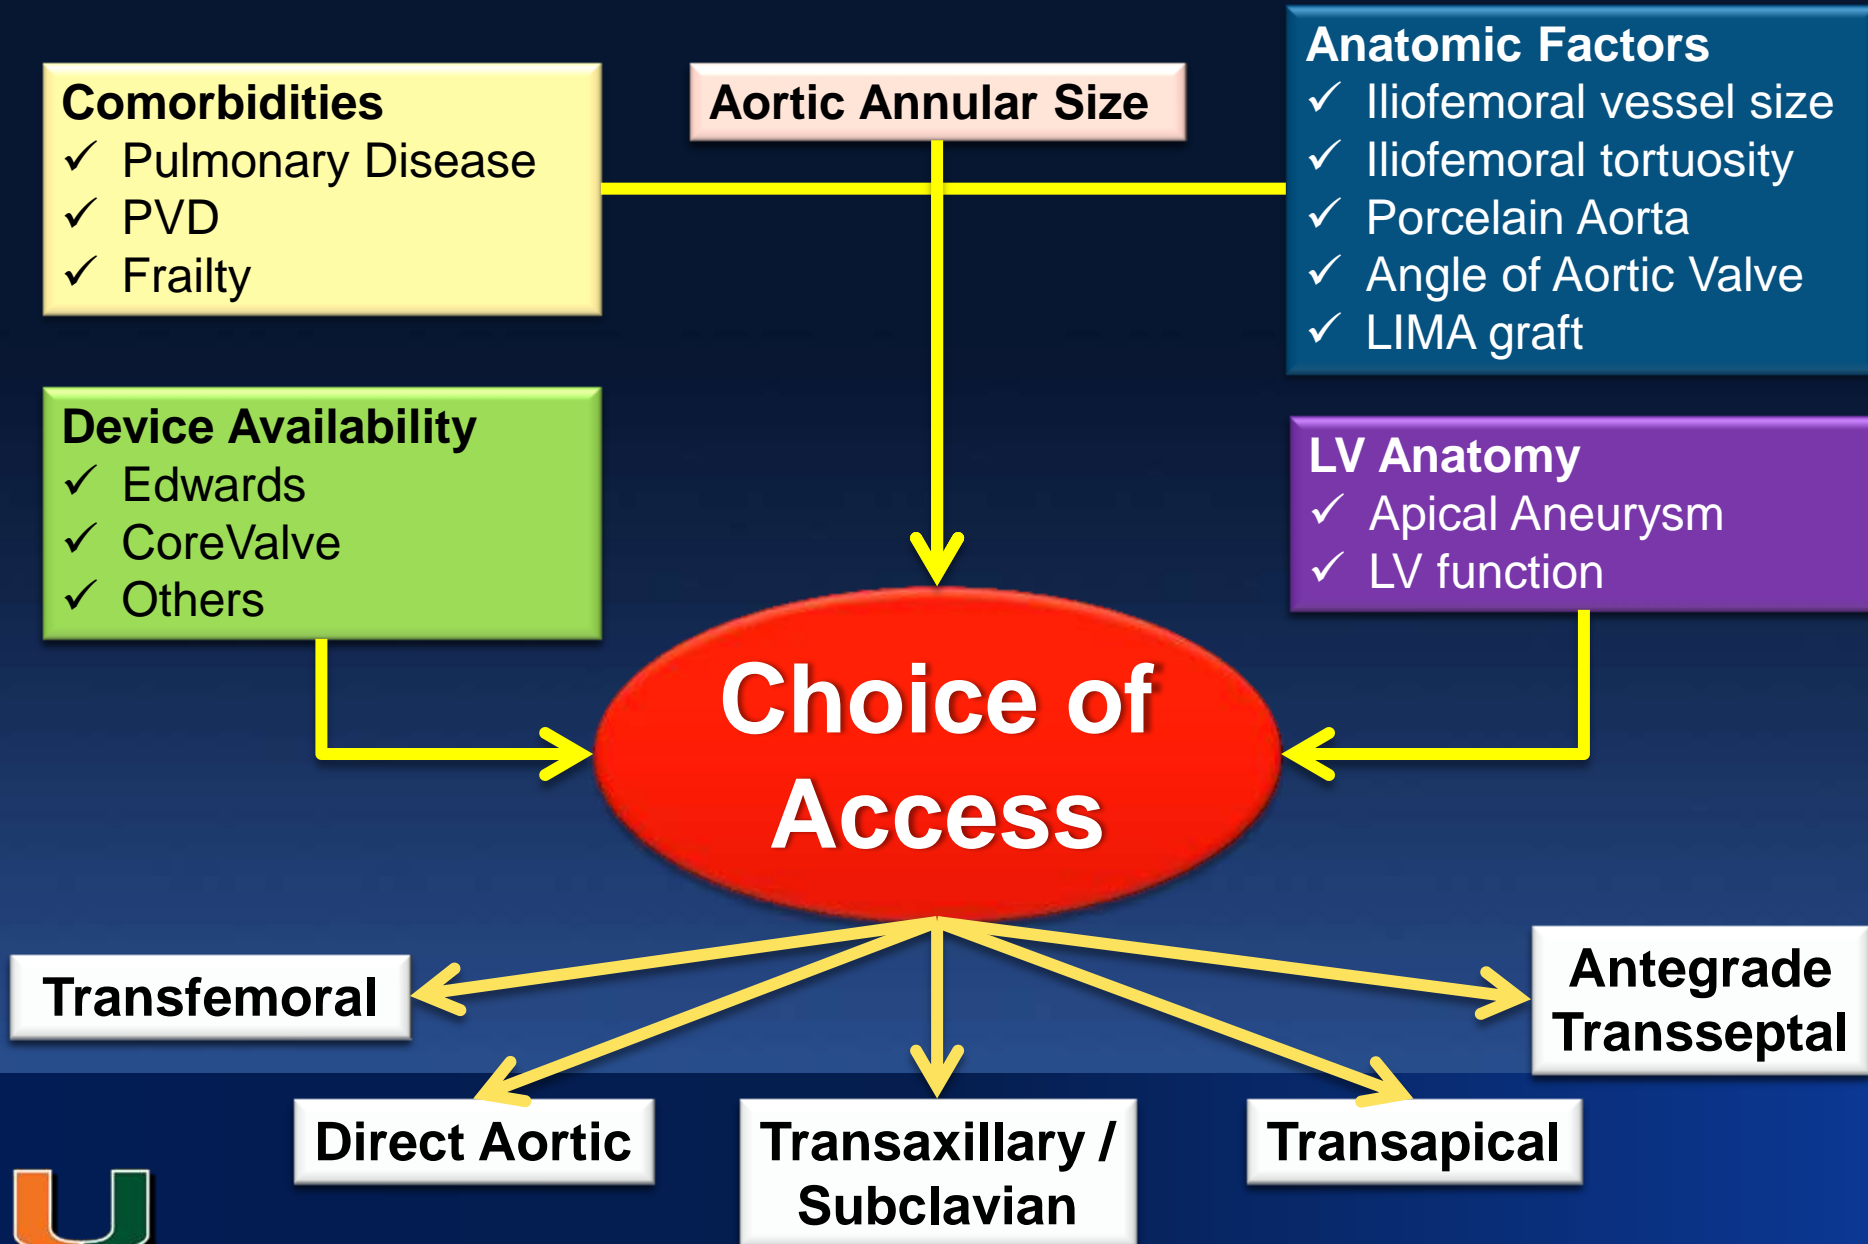 Comorbidities
✓ Pulmonary Disease
✓ PVD
✓ Frailty
Aortic Annular Size
Anatomic Factors
✓ Iliofemoral vessel size
✓ Iliofemoral tortuosity
✓ Porcelain Aorta
✓ Angle of Aortic Valve
✓ LIMA graft
Device Availability
✓ Edwards
✓ CoreValve
✓ Others
LV Anatomy
✓ Apical Aneurysm
✓ LV function
Choice of
Access
Transfemoral
Direct Aortic
Transaxillary /
Subclavian
Transapical
Antegrade
Transseptal
U